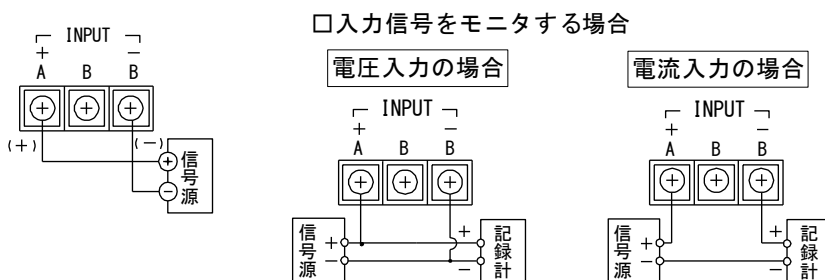 □入力信号をモニタする場合
INPUT
+ −
A B B
(+) (−)
+
−
信号源
電圧入力の場合
INPUT
+ −
A B B
信号源
+
−
+
−
記録計
電流入力の場合
INPUT
+ −
A B B
信号源
+
−
+
−
記録計